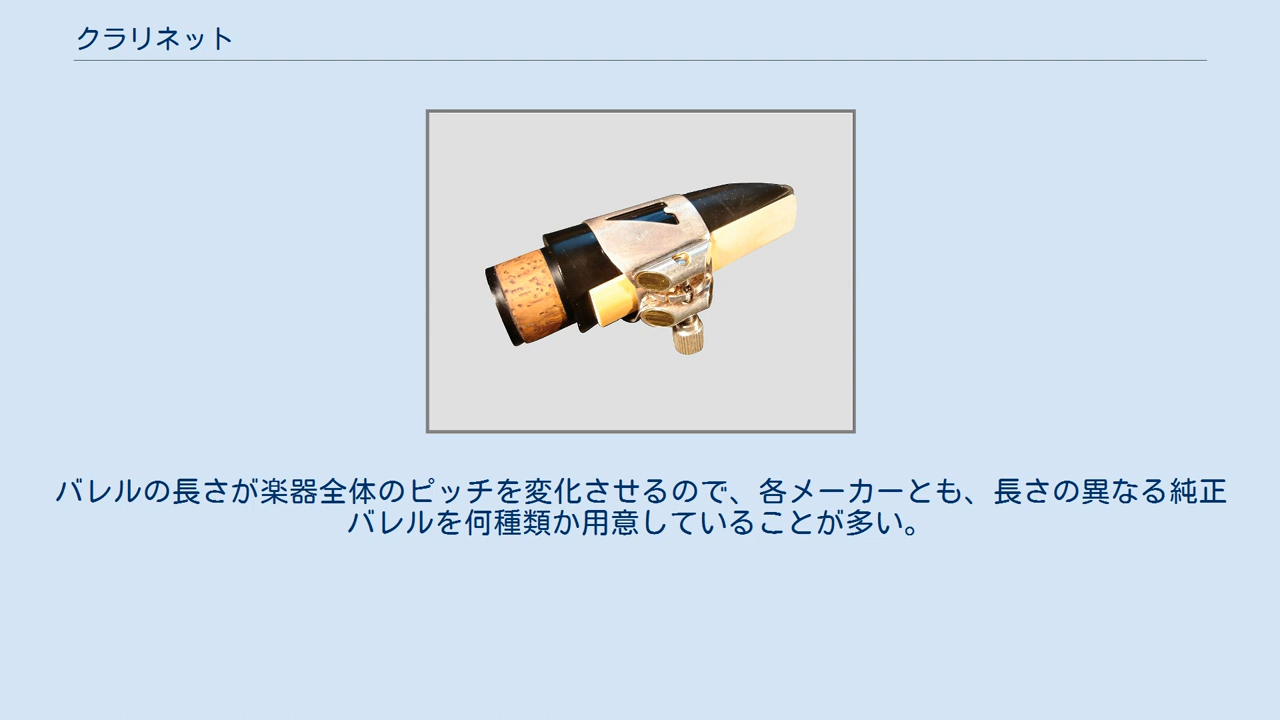 クラリネット
バレルの長さが楽器全体のピッチを変化させるので、各メーカーとも、長さの異なる純正
バレルを何種類か用意していることが多い。